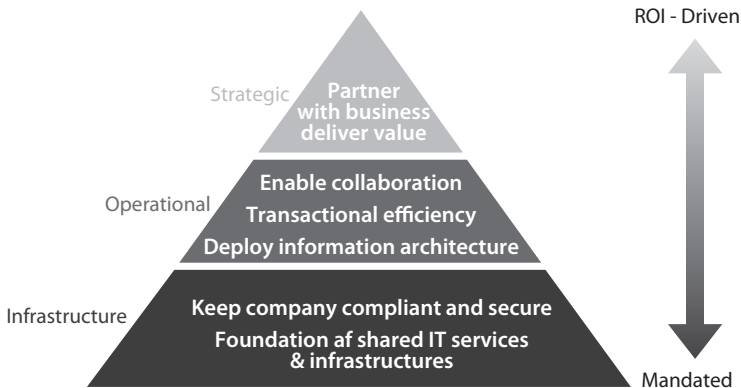 ROI - Driven
Strategic
Partner
with business
deliver value
Operational
Enable collaboration
Transactional efficiency
Deploy information architecture
Infrastructure
Keep company compliant and secure
Foundation af shared IT services
& infrastructures
Mandated